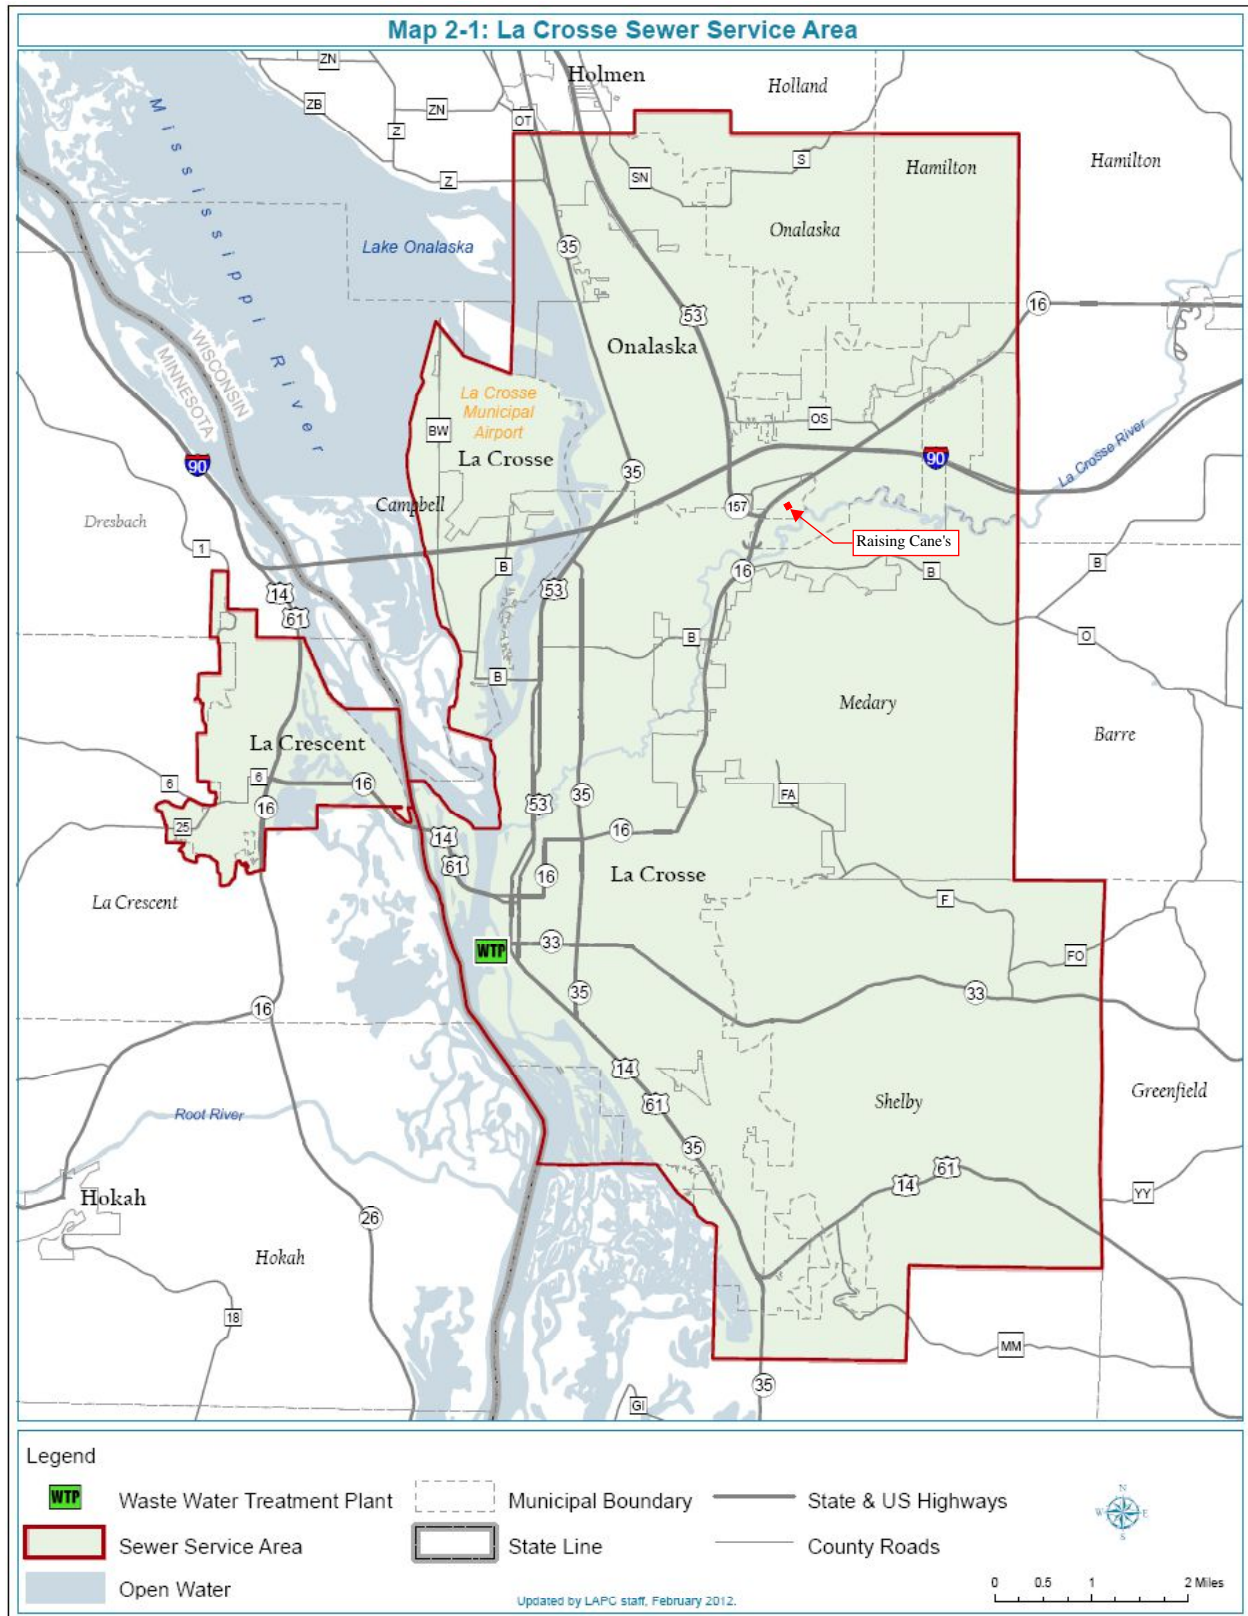 Map 2-1: La Crosse Sewer Service Area
ZN
Holmen
Holland
ZB
ZN
OT
Z
S
Hamilton
Hamilton
Z
SN
Mississippi River
Lake Onalaska
35
Onalaska
16
53
Onalaska
WISCONSIN
MINNESOTA
La Crosse
Municipal
Airport
BW
OS
La Crosse
90
35
90
La Crosse River
Campbell
157
Dresbach
Raising Cane's
1
B
16
B
B
14
53
61
B
O
B
Medary
Barre
La Crescent
6
6
16
16
53
35
FA
25
14
16
61
16
La Crosse
La Crescent
F
WTP
33
FO
35
33
16
14
Root River
61
Shelby
Greenfield
35
61
14
YY
Hokah
26
Hokah
18
MM
35
GI
Legend
WTP Waste Water Treatment Plant
Municipal Boundary
State & US Highways
Sewer Service Area
State Line
County Roads
Open Water
N
W E
S
0 0.5 1 2 Miles
Updated by LAPC staff, February 2012.